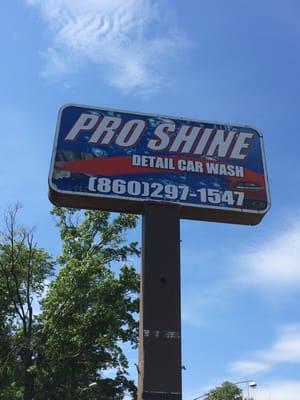 PRO SHINE
DETAIL CAR WASH
(860)297-1547